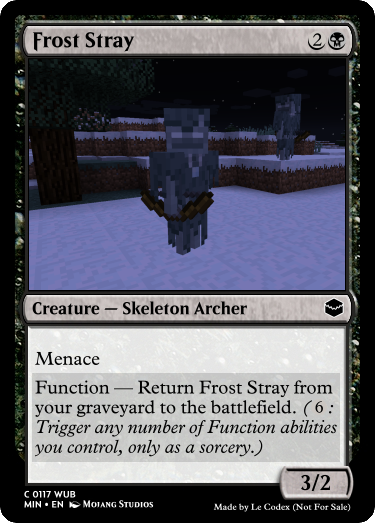 Frost Stray
2
Creature — Skeleton Archer
Menace
Function — Return Frost Stray from
your graveyard to the battlefield. ( 6 :
Trigger any number of Function abilities
you control, only as a sorcery.)
3/2
C 0117 WUB
MIN • EN Mojang Studios
Made by Le Codex (Not For Sale)